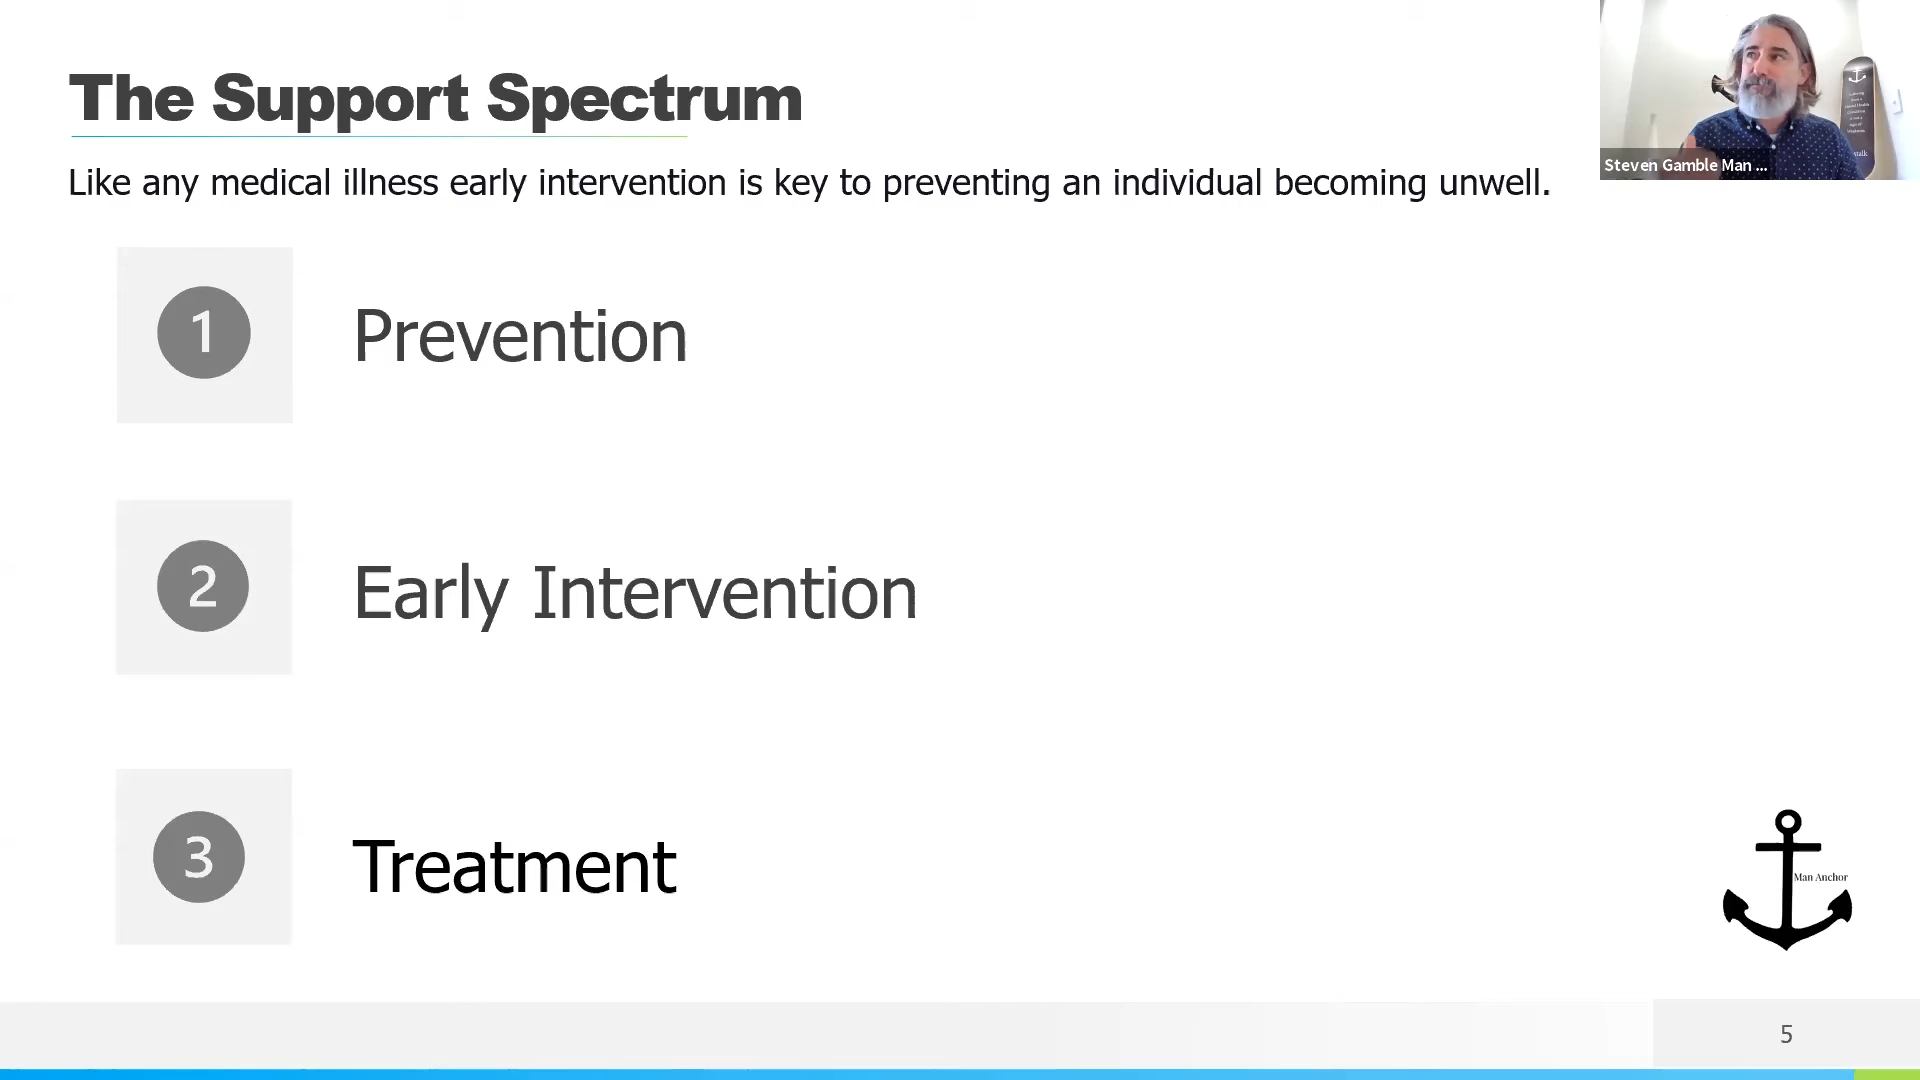 The Support Spectrum
Like any medical illness early intervention is key to preventing an individual becoming unwell.
Steven Gamble Man ...
1
Prevention
2
Early Intervention
3
Treatment
Man Anchor
5